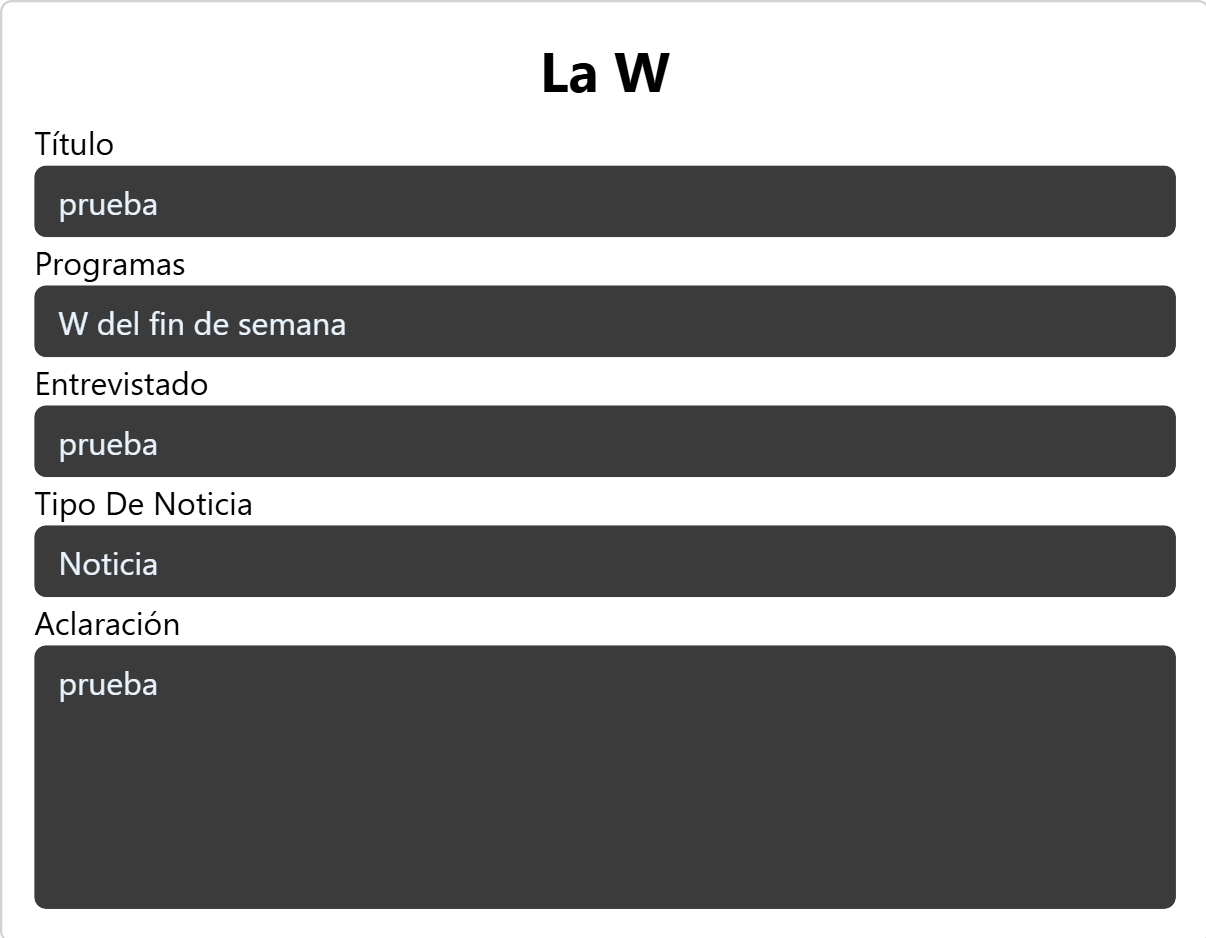 La W
Título
prueba
Programas
W del fin de semana
Entrevistado
prueba
Tipo De Noticia
Noticia
Aclaración
prueba